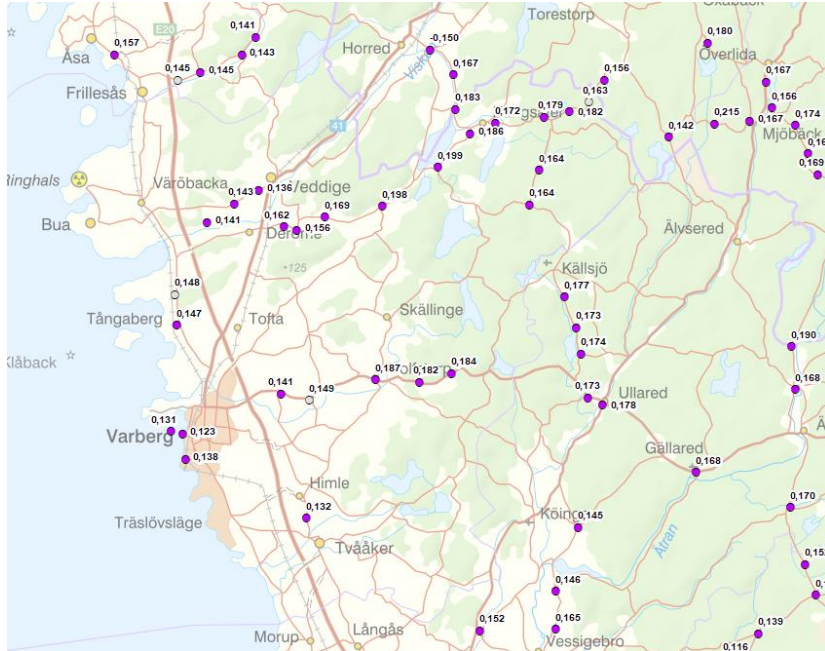 Torestorp
0,141
E20
0,180
0,157
0,143
Horred
-0,150
Överlida
Åsa
0,145
0,145
0,167
0,156
0,167
Frillesås
0,163
0,156
0,183
0,172
0,179
0,182
0,215
0,167
0,174
41
0,186
0,142
Mjöbäck
0,199
0,164
0,169
Ringhals
Väröbacka
0,136
Veddige
0,143
0,198
0,164
0,141
0,162
0,169
Bua
Derome
0,156
Älvsered
•125
Källsjö
0,148
0,177
Skällinge
0,147
Tofta
Tångaberg
0,173
0,190
Klåback
0,174
0,187
0,184
0,182
0,168
0,141
0,149
0,173
Ullared
0,178
0,131
0,123
Varberg
Gällared
0,138
0,168
Himle
0,132
0,170
Träslövsläge
0,145
Tvååker
Ätran
0,146
0,152
0,165
0,139
Morup
Långås
Vessigebro
0,116